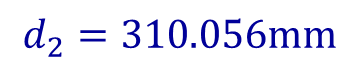 d₂ = 310.056mm